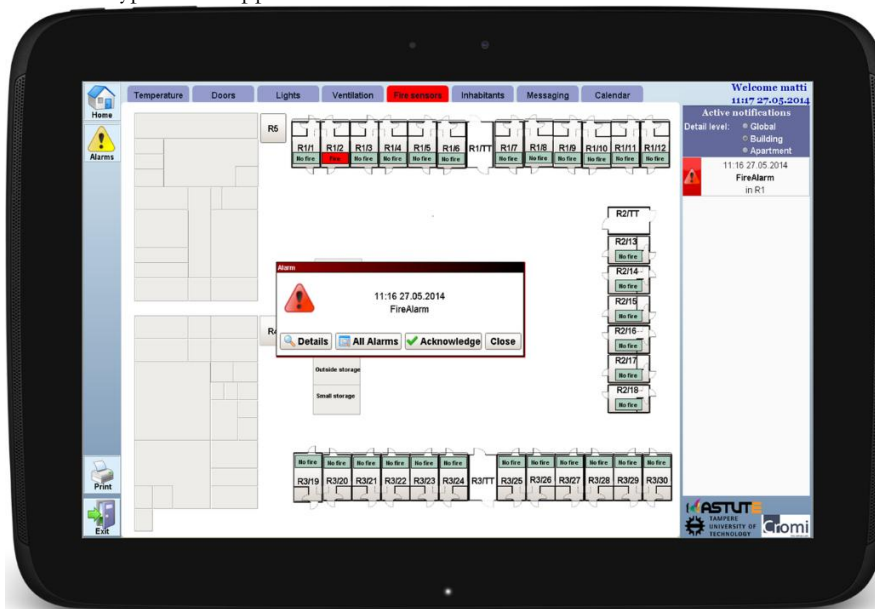 Home
Alarms
Print
Exit
Temperature Doors Lights Ventilation Fire sensors Inhabitants Messaging Calendar
Welcome matti
11:17 27.05.2014
Active notifications
Detail level: Global
Building
Apartment
11:16 27.05.2014
FireAlarm
in R1
R5
R1/1 R1/2 R1/3 R1/4 R1/5 R1/6 R1/TT R1/7 R1/8 R1/9 R1/10 R1/11 R1/12
No fire Fire No fire No fire No fire No fire No fire No fire No fire No fire No fire No fire
R2/TT
R2/13
No fire
R2/14
No fire
R2/15
No fire
R2/16
No fire
R2/17
No fire
R2/18
No fire
Alarm
11:16 27.05.2014
FireAlarm
Details All Alarms Acknowledge Close
Outside storage
Small storage
No fire No fire No fire No fire No fire No fire No fire No fire No fire No fire No fire No fire
R3/19 R3/20 R3/21 R3/22 R3/23 R3/24 R3/TT R3/25 R3/26 R3/27 R3/28 R3/29 R3/30
ASTUTE
TAMPERE
UNIVERSITY OF
TECHNOLOGY
Cromi